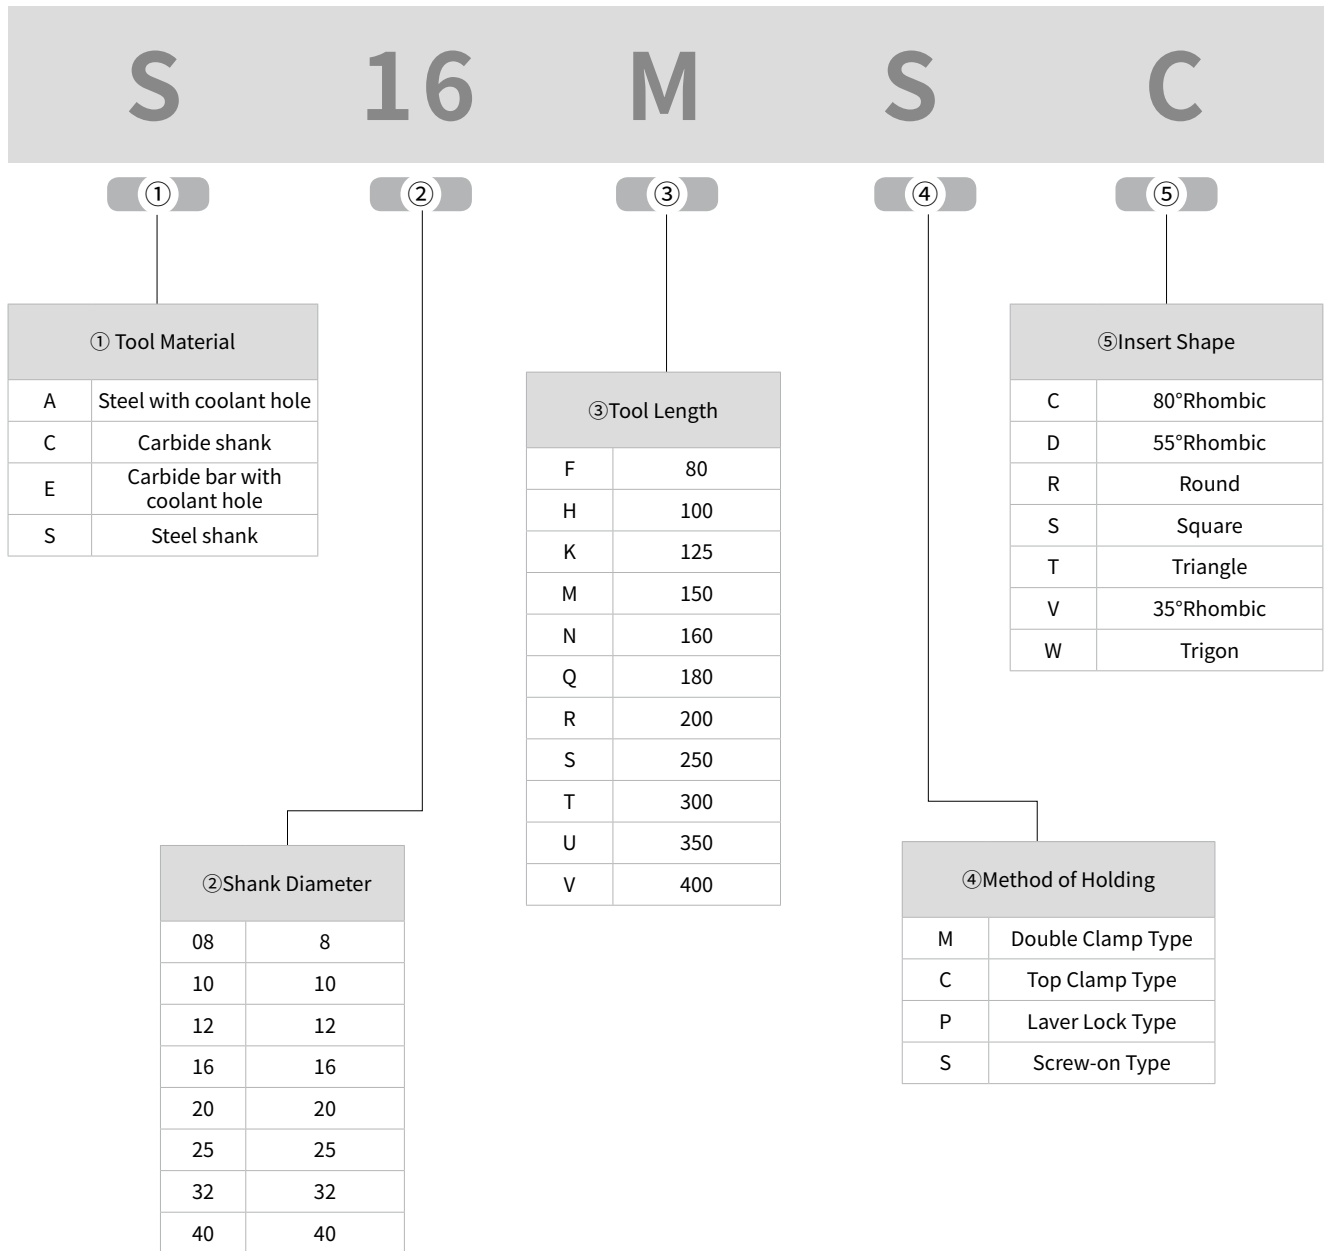 S 16 M S C
① ② ③ ④ ⑤
① Tool Material
A Steel with coolant hole
C Carbide shank
E Carbide bar with
coolant hole
S Steel shank
②Shank Diameter
08 8
10 10
12 12
16 16
20 20
25 25
32 32
40 40
③Tool Length
F 80
H 100
K 125
M 150
N 160
Q 180
R 200
S 250
T 300
U 350
V 400
④Method of Holding
M Double Clamp Type
C Top Clamp Type
P Laver Lock Type
S Screw-on Type
⑤Insert Shape
C 80°Rhombic
D 55°Rhombic
R Round
S Square
T Triangle
V 35°Rhombic
W Trigon